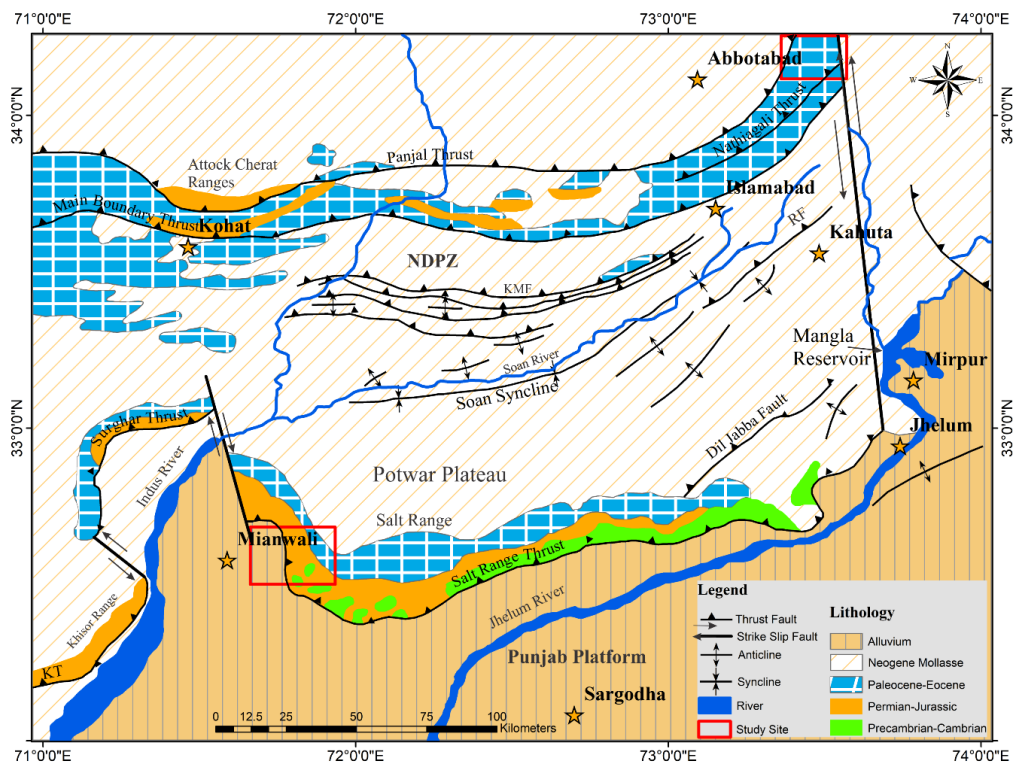 71°0'0"E
72°0'0"E
73°0'0"E
74°0'0"E
34°0'0"N
34°0'0"N
33°0'0"N
33°0'0"N
N
W
E
S
Abbotabad
Nathiagali Thrust
Panjal Thrust
Attock Cherat
Ranges
Main Boundary Thrust
Kohat
Islamabad
RF
Kahuta
NDPZ
KMF
Mangla
Reservoir
Mirpur
Soan River
Soan Syncline
Dil Jabba Fault
Jhelum
Surghar Thrust
Indus River
Potwar Plateau
Salt Range
Mianwali
Salt Range Thrust
Khisor Range
KT
Jhelum River
Punjab Platform
Sargodha
0
12.5
25
50
75
100
Kilometers
Legend
Thrust Fault
Strike Slip Fault
Anticline
Syncline
River
Study Site
Lithology
Alluvium
Neogene Mollasse
Paleocene-Eocene
Permian-Jurassic
Precambrian-Cambrian
71°0'0"E
72°0'0"E
73°0'0"E
74°0'0"E